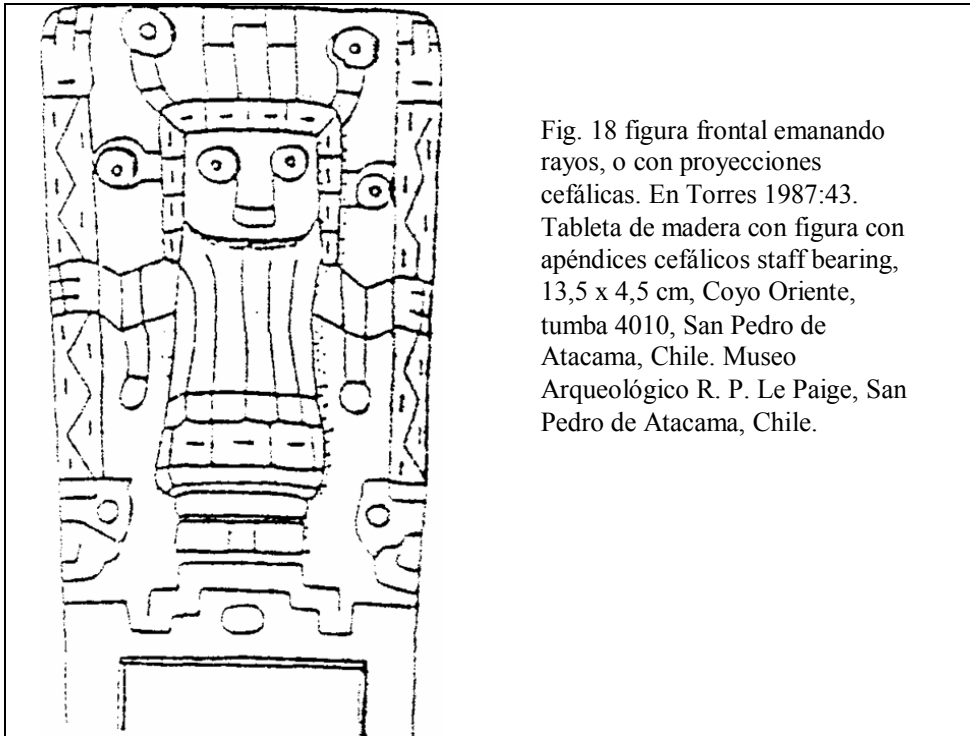 Fig. 18 figura frontal emanando
rayos, o con proyecciones
cefálicas. En Torres 1987:43.
Tableta de madera con figura con
apéndices cefálicos staff bearing,
13,5 x 4,5 cm, Coyo Oriente,
tumba 4010, San Pedro de
Atacama, Chile. Museo
Arqueológico R. P. Le Paige, San
Pedro de Atacama, Chile.